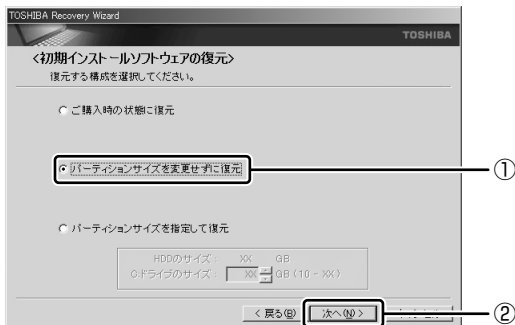 TOSHIBA Recovery Wizard
TOSHIBA
<初期インストールソフトウェアの復元>
復元する構成を選択してください。
ご購入時の状態に復元
パーティションサイズを変更せずに復元
①
パーティションサイズを指定して復元
HDDのサイズ: XX GB
C:ドライブのサイズ: XX GB (10 - XX)
< 戻る(B) 次へ(N) >
②